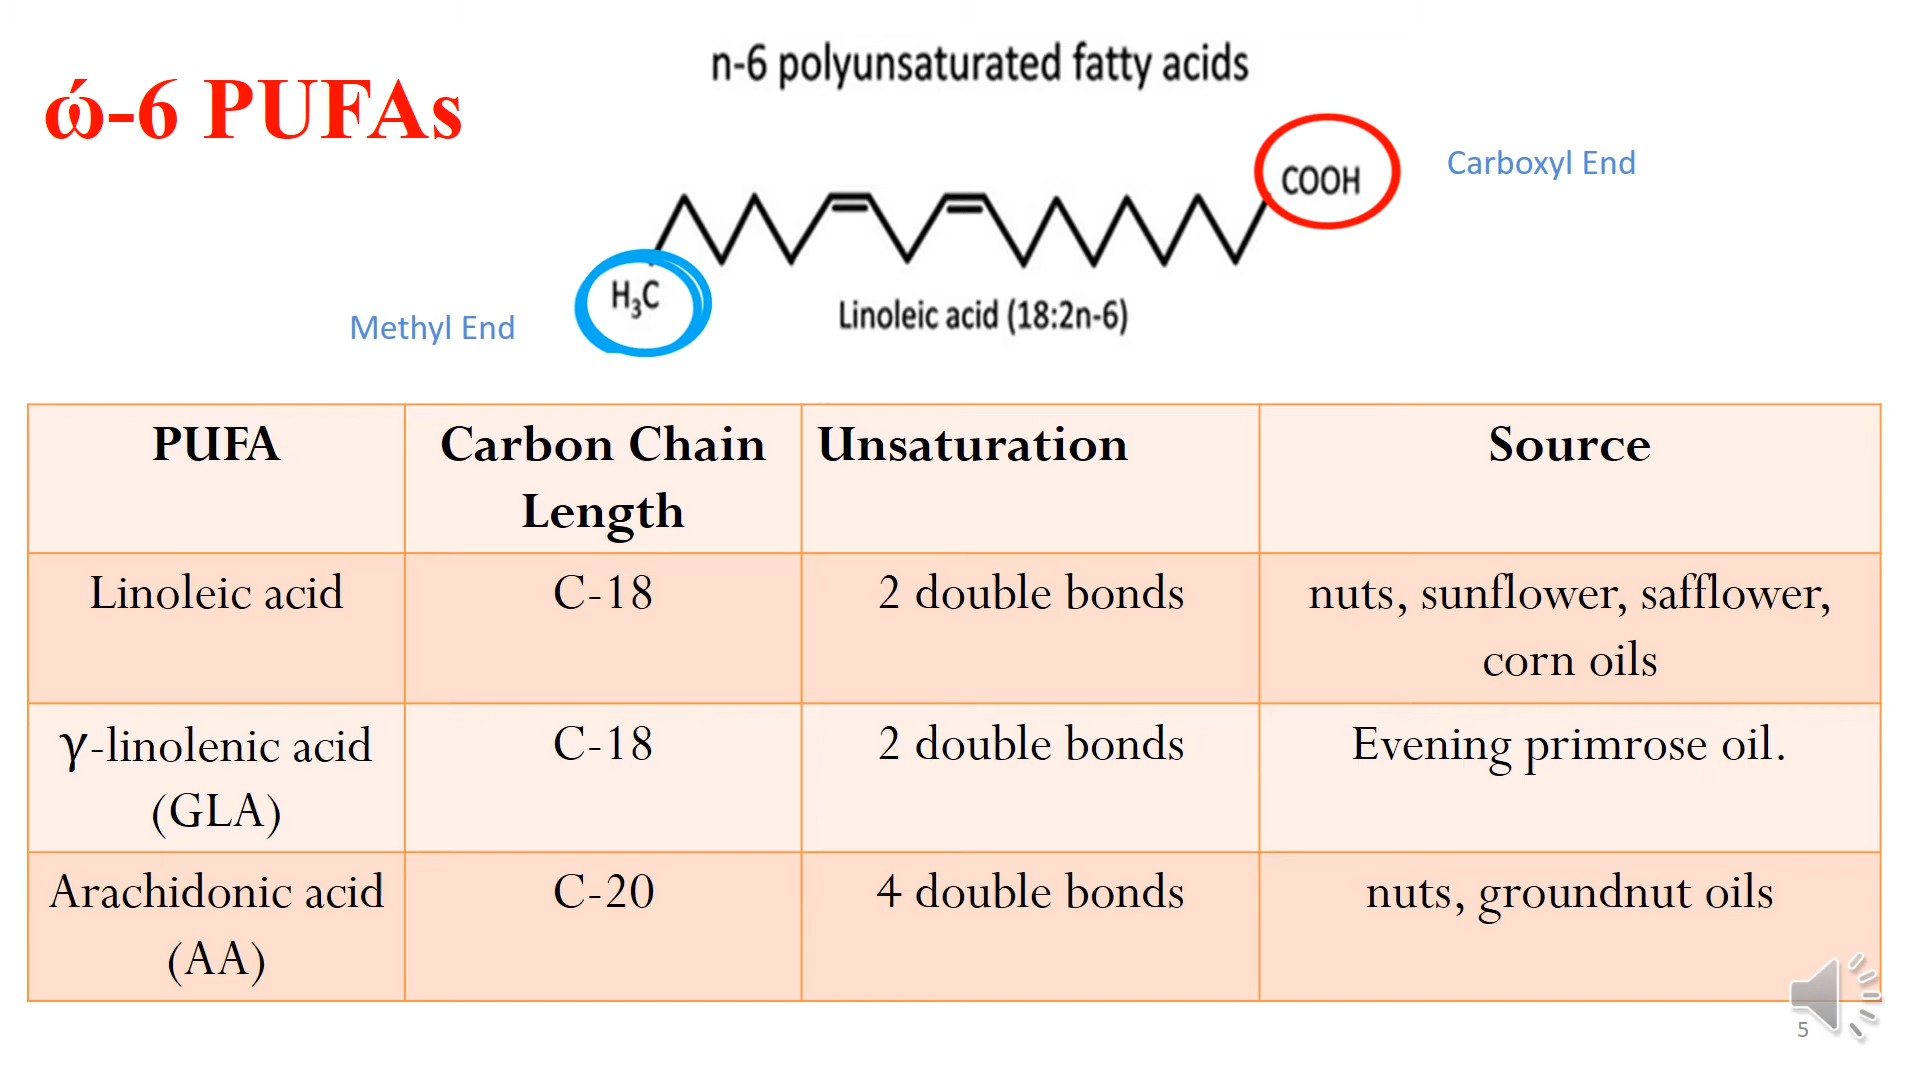 n-6 polyunsaturated fatty acids
ώ-6 PUFAs
COOH
Carboxyl End
H₃C
Methyl End
Linoleic acid (18:2n-6)
PUFA
Carbon Chain
Length
Unsaturation
Source
Linoleic acid
C-18
2 double bonds
nuts, sunflower, safflower,
corn oils
γ-linolenic acid
(GLA)
C-18
2 double bonds
Evening primrose oil.
Arachidonic acid
(AA)
C-20
4 double bonds
nuts, groundnut oils
5